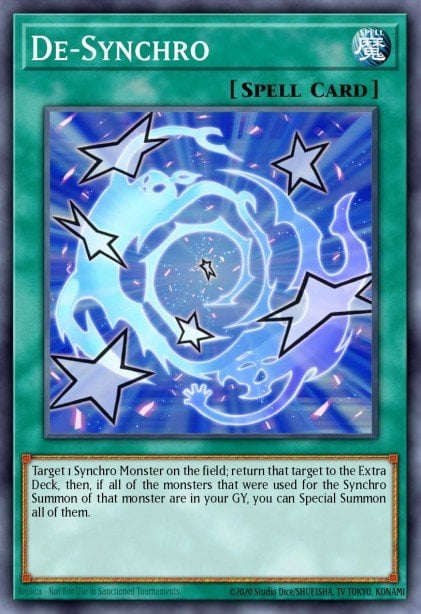 De-Synchro
SPELL
魔
[ Spell Card ]
Target 1 Synchro Monster on the field; return that target to the Extra
Deck, then, if all of the monsters that were used for the Synchro
Summon of that monster are in your GY, you can Special Summon
all of them.
Replica - Not For Use in Sanctioned Tournaments
©2020 Studio Dice/SHUEISHA, TV TOKYO, KONAMI